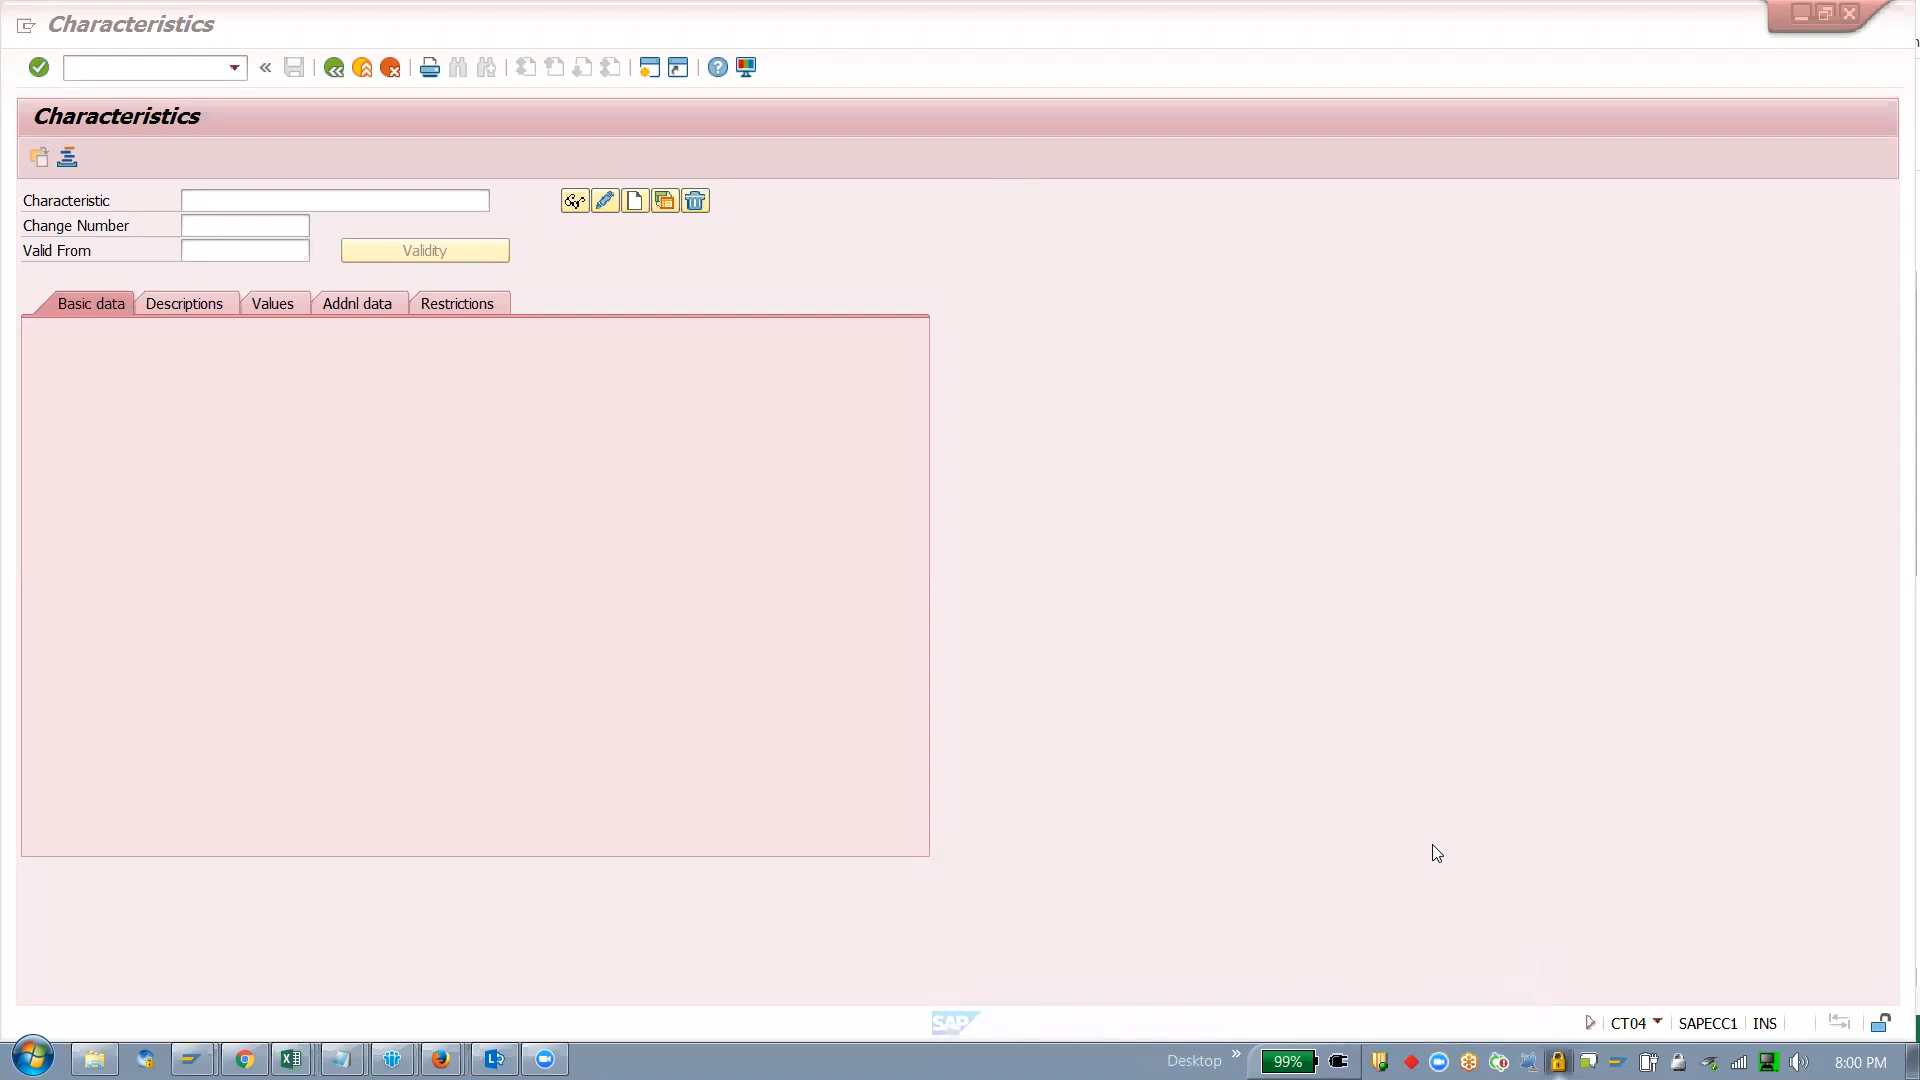 Characteristics
Characteristics
Characteristic
Change Number
Valid From
Validity
Basic data
Descriptions
Values
Addnl data
Restrictions
SAP
CT04
SAPECC1
INS
Desktop
99%
8:00 PM